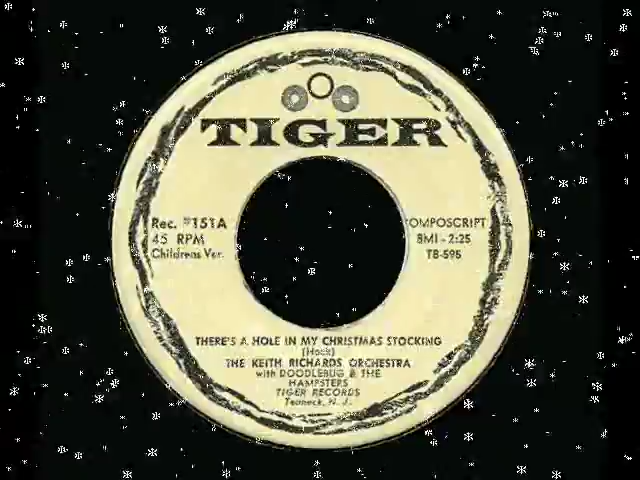 TIGER
Rec. #151A
45 RPM
Childrens Ver.
COMPOSCRIPT
BMI - 2:25
TB-595
THERE'S A HOLE IN MY CHRISTMAS STOCKING
(Hock)
THE KEITH RICHARDS ORCHESTRA
with DOODLEBUG & THE
HAMPSTERS
TIGER RECORDS
Teaneck, N. J.